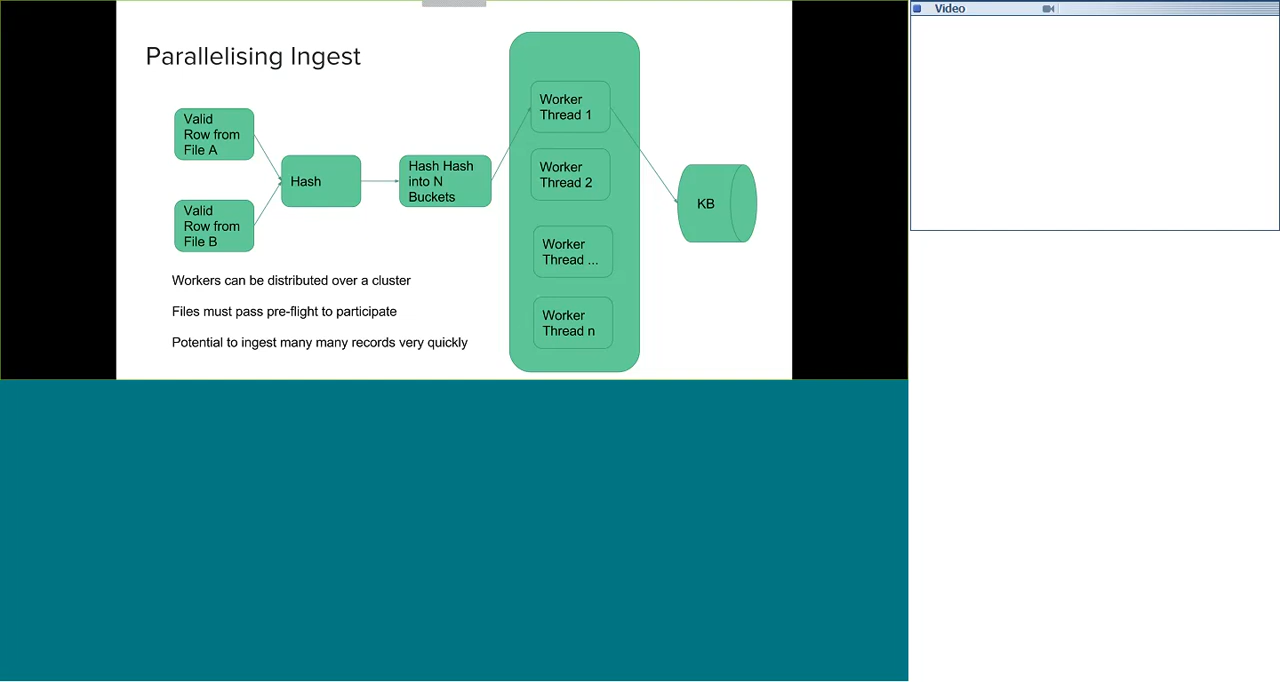 Video
Parallelising Ingest
Valid
Row from
File A
Valid
Row from
File B
Hash
Hash Hash
into N
Buckets
Worker
Thread 1
Worker
Thread 2
Worker
Thread ...
Worker
Thread n
KB
Workers can be distributed over a cluster
Files must pass pre-flight to participate
Potential to ingest many many records very quickly